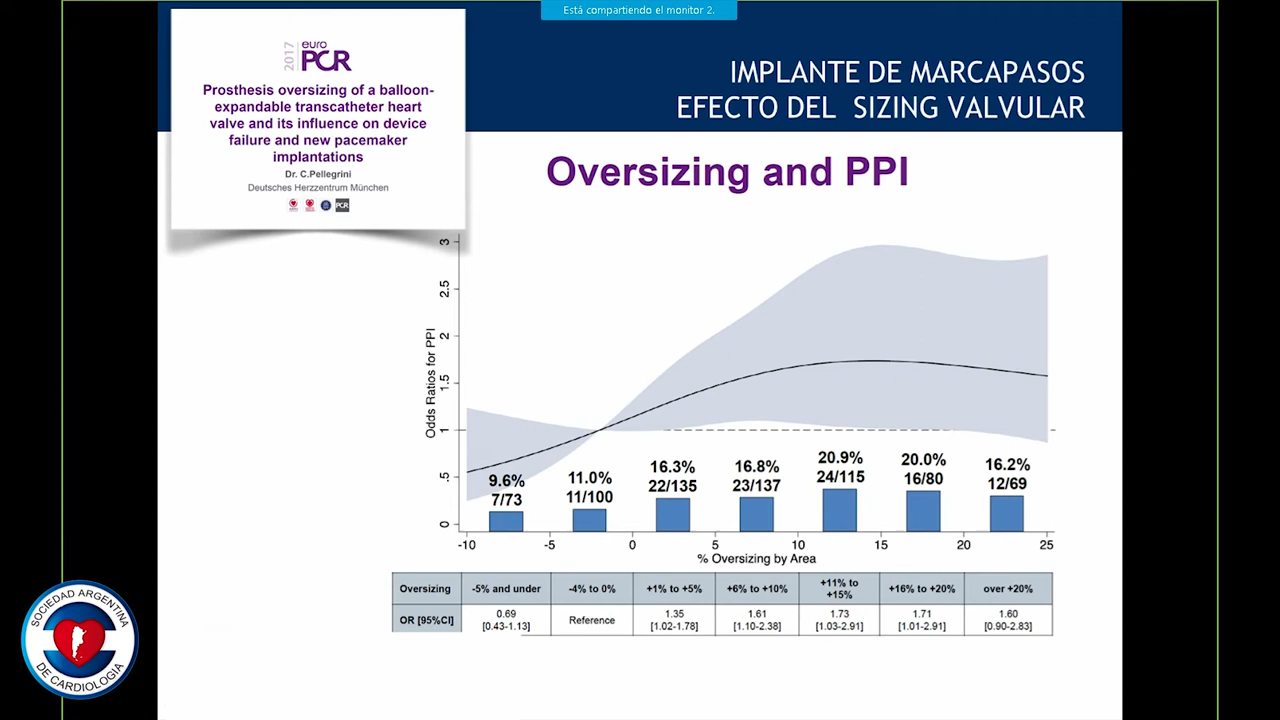 Está compartiendo el monitor 2.
2017
euro
PCR
Prosthesis oversizing of a balloon-
expandable transcatheter heart
valve and its influence on device
failure and new pacemaker
implantations
Dr. C.Pellegrini
Deutsches Herzzentrum München
PCR
IMPLANTE DE MARCAPASOS
EFECTO DEL SIZING VALVULAR
Oversizing and PPI
Odds Ratios for PPI
3
2.5
2
1.5
1
.5
0
9.6%
7/73
11.0%
11/100
16.3%
22/135
16.8%
23/137
20.9%
24/115
20.0%
16/80
16.2%
12/69
-10 -5 0 5 10 15 20 25
% Oversizing by Area
Oversizing -5% and under -4% to 0% +1% to +5% +6% to +10% +11% to +15% +16% to +20% over +20%
OR [95%CI] 0.69 [0.43-1.13] Reference 1.35 [1.02-1.78] 1.61 [1.10-2.38] 1.73 [1.03-2.91] 1.71 [1.01-2.91] 1.60 [0.90-2.83]
SOCIEDAD ARGENTINA
DE CARDIOLOGIA